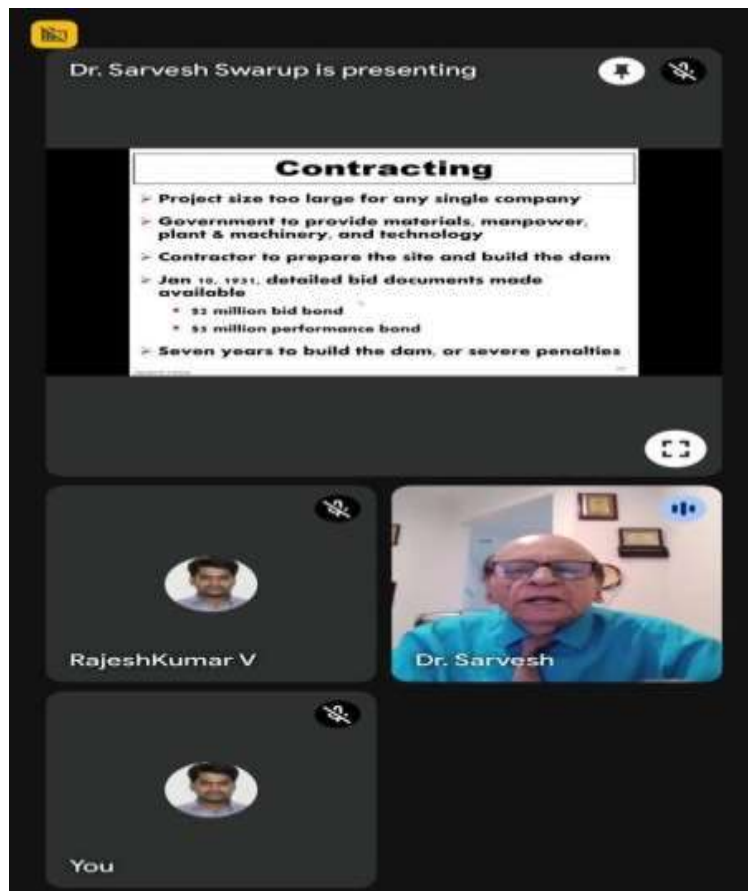 Dr. Sarvesh Swarup is presenting
Contracting
➢ Project size too large for any single company
➢ Government to provide materials, manpower,
plant & machinery, and technology
➢ Contractor to prepare the site and build the dam
➢ Jan 10, 1931, detailed bid documents made
available
▪ $2 million bid bond
▪ $5 million performance bond
➢ Seven years to build the dam, or severe penalties
RajeshKumar V
Dr. Sarvesh
You